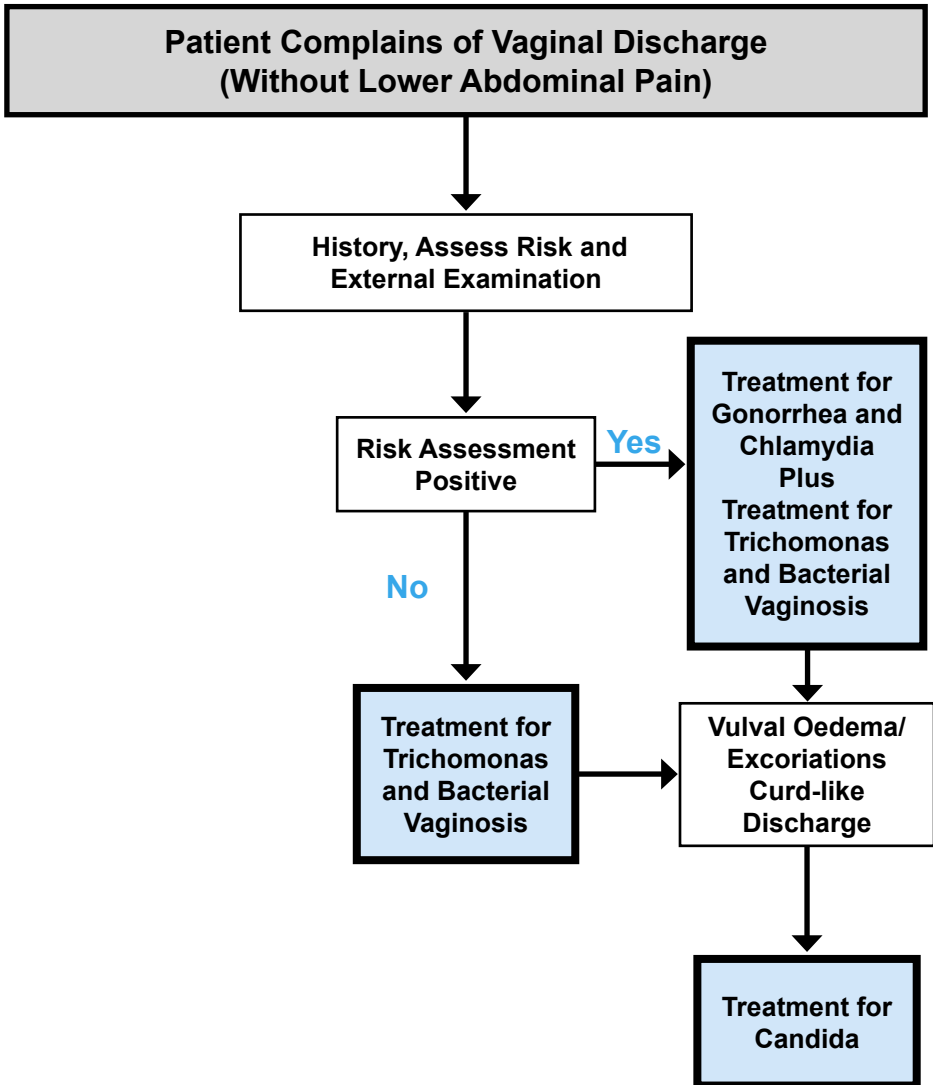 Patient Complains of Vaginal Discharge
(Without Lower Abdominal Pain)
History, Assess Risk and
External Examination
Risk Assessment
Positive
Yes
Treatment for
Gonorrhea and
Chlamydia
Plus
Treatment for
Trichomonas
and Bacterial
Vaginosis
No
Treatment for
Trichomonas
and Bacterial
Vaginosis
Vulval Oedema/
Excoriations
Curd-like
Discharge
Treatment for
Candida